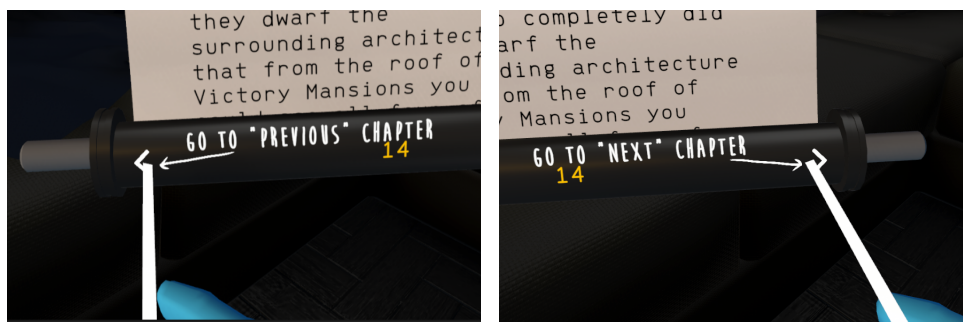 they dwarf the
surrounding architect
that from the roof of
Victory Mansions you
GO TO "PREVIOUS" CHAPTER
14
completely did
arf the
ding architecture
om the roof of
Mansions you
GO TO "NEXT" CHAPTER
14